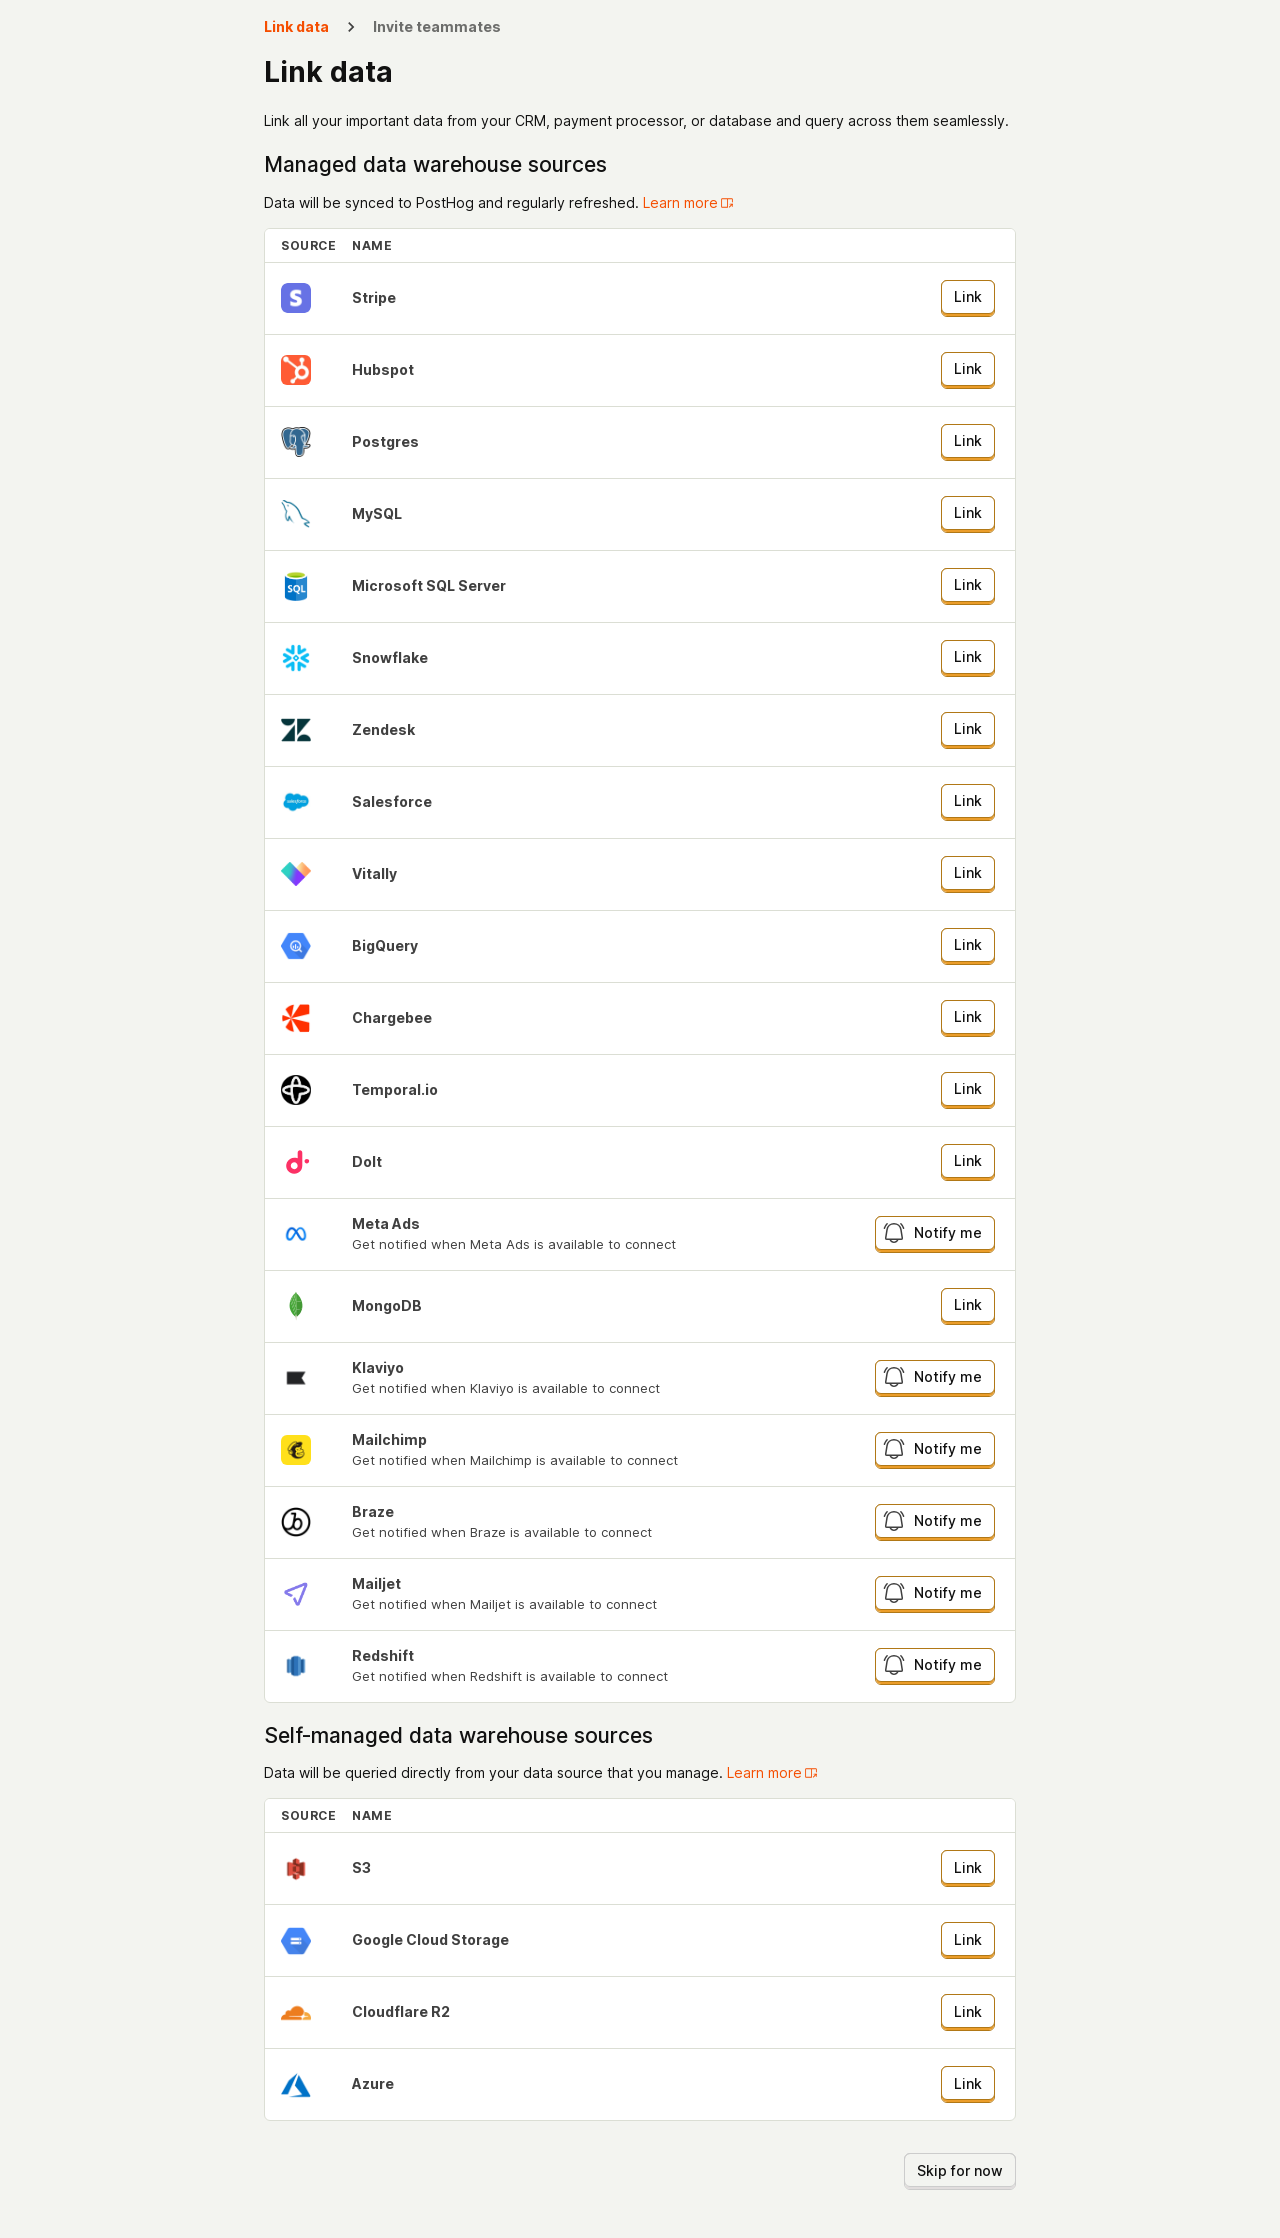 Link data > Invite teammates
Link data
Link all your important data from your CRM, payment processor, or database and query across them seamlessly.
Managed data warehouse sources
Data will be synced to PostHog and regularly refreshed. Learn more
SOURCE NAME
S Stripe Link
Hubspot Link
Postgres Link
MySQL Link
SQL Microsoft SQL Server Link
Snowflake Link
Zendesk Link
Salesforce Link
Vitally Link
BigQuery Link
Chargebee Link
Temporal.io Link
DoIt Link
Meta Ads
Get notified when Meta Ads is available to connect
Notify me
MongoDB Link
Klaviyo
Get notified when Klaviyo is available to connect
Notify me
Mailchimp
Get notified when Mailchimp is available to connect
Notify me
Braze
Get notified when Braze is available to connect
Notify me
Mailjet
Get notified when Mailjet is available to connect
Notify me
Redshift
Get notified when Redshift is available to connect
Notify me
Self-managed data warehouse sources
Data will be queried directly from your data source that you manage. Learn more
SOURCE NAME
S3 Link
Google Cloud Storage Link
Cloudflare R2 Link
Azure Link
Skip for now